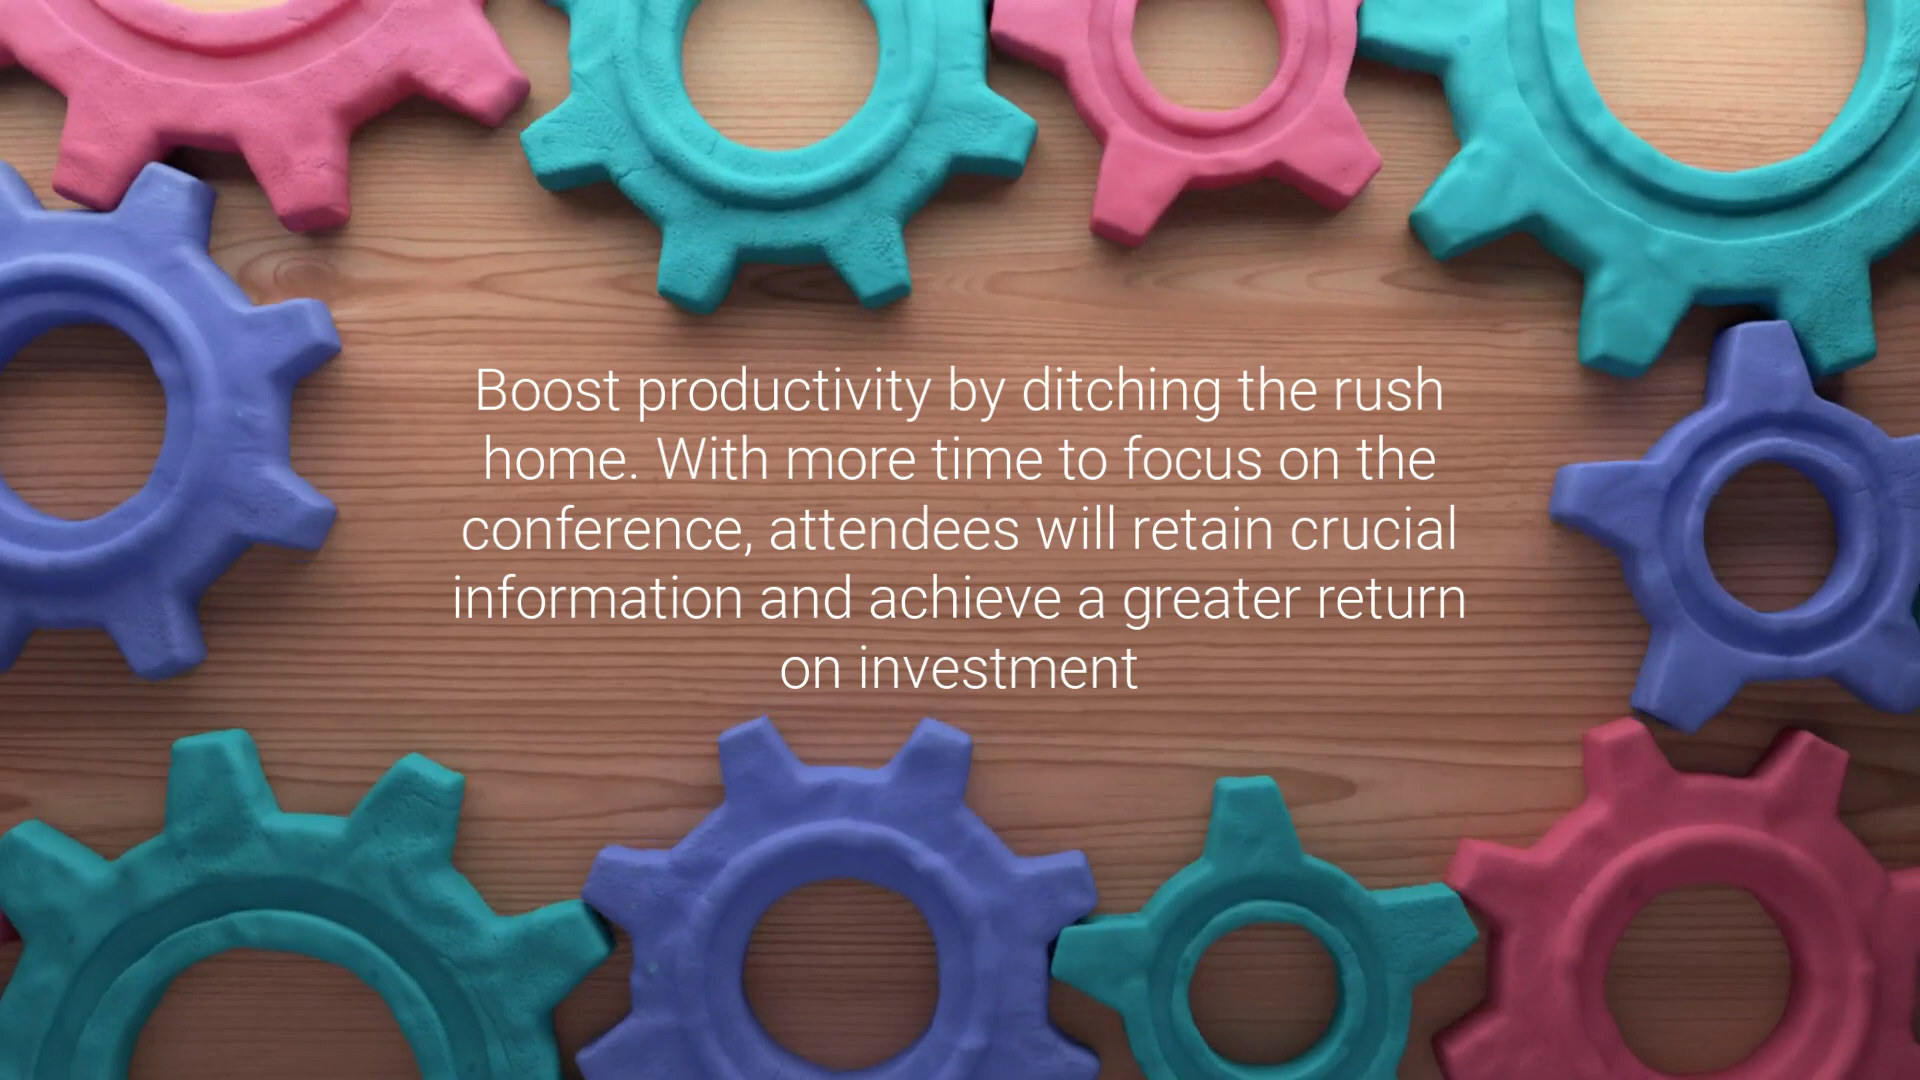 Boost productivity by ditching the rush
home. With more time to focus on the
conference, attendees will retain crucial
information and achieve a greater return
on investment